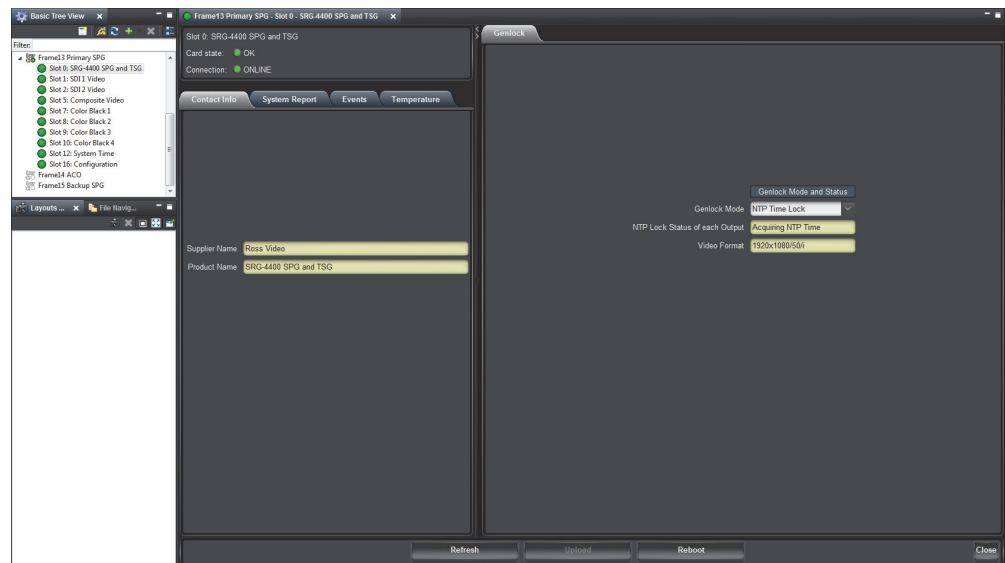 Basic Tree View
Filter:
Frame13 Primary SPG
Slot 0: SRG-4400 SPG and TSG
Slot 1: SDI 1 Video
Slot 2: SDI 2 Video
Slot 5: Composite Video
Slot 7: Color Black 1
Slot 8: Color Black 2
Slot 9: Color Black 3
Slot 10: Color Black 4
Slot 12: System Time
Slot 16: Configuration
Frame14 ACO
Frame15 Backup SPG
Layouts ...
File Navig...
Frame13 Primary SPG - Slot 0 - SRG-4400 SPG and TSG
Slot 0: SRG-4400 SPG and TSG
Card state: OK
Connection: ONLINE
Contact Info
System Report
Events
Temperature
Supplier Name Ross Video
Product Name SRG-4400 SPG and TSG
Genlock
Genlock Mode and Status
Genlock Mode NTP Time Lock
NTP Lock Status of each Output Acquiring NTP Time
Video Format 1920x1080/50/i
Refresh
Upload
Reboot
Close